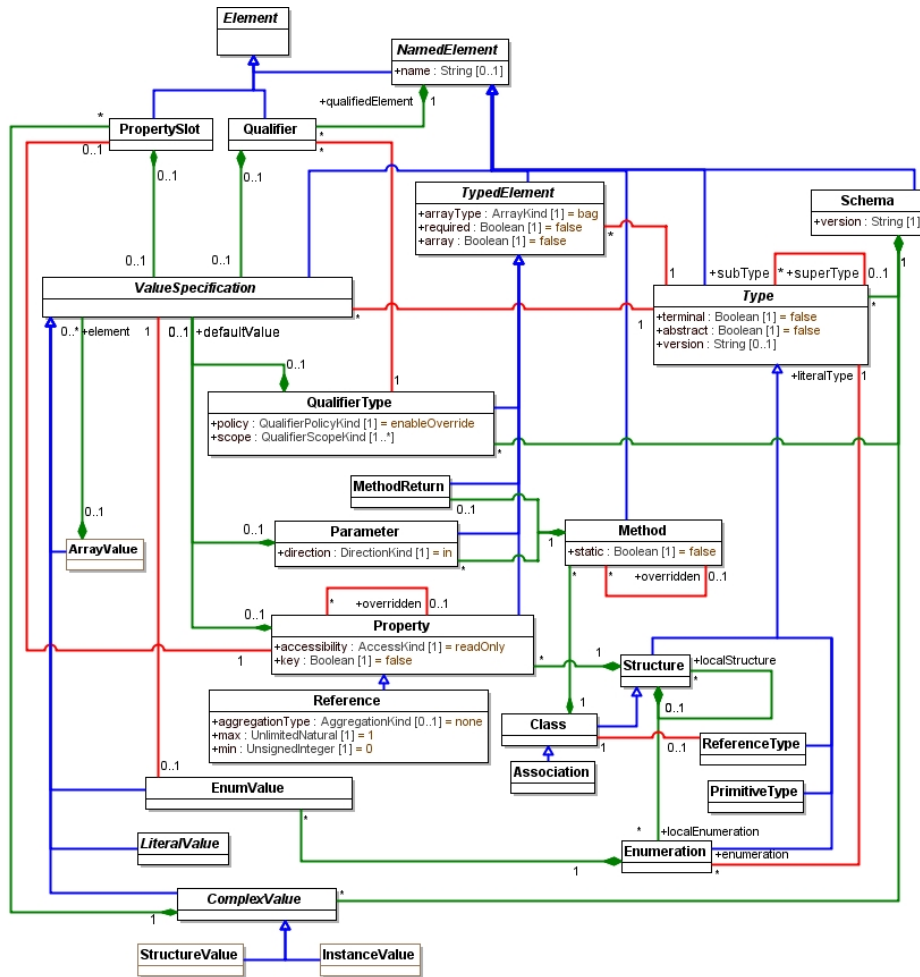 Element
NamedElement
+name : String [0..1]
+qualifiedElement
1
*
PropertySlot
Qualifier
*
0..1
*
0..1
0..1
TypedElement
+arrayType : ArrayKind [1] = bag
+required : Boolean [1] = false
+array : Boolean [1] = false
*
Schema
+version : String [1]
1
0..1
0..1
1
+subType
*
+superType
0..1
ValueSpecification
*
1
Type
+terminal : Boolean [1] = false
+abstract : Boolean [1] = false
+version : String [0..1]
*
0..*
+element
1
0..1
+defaultValue
0..1
1
+literalType
1
QualifierType
+policy : QualifierPolicyKind [1] = enableOverride
+scope : QualifierScopeKind [1..*]
*
MethodReturn
0..1
0..1
ArrayValue
0..1
Parameter
+direction : DirectionKind [1] = in
*
1
Method
+static : Boolean [1] = false
*
*
+overridden
0..1
*
+overridden
0..1
0..1
Property
+accessibility : AccessKind [1] = readOnly
+key : Boolean [1] = false
1
*
1
Structure
+localStructure
*
0..1
Reference
+aggregationType : AggregationKind [0..1] = none
+max : UnlimitedNatural [1] = 1
+min : UnsignedInteger [1] = 0
1
Class
1
0..1
ReferenceType
Association
0..1
EnumValue
*
PrimitiveType
LiteralValue
*
+localEnumeration
Enumeration
+enumeration
1
*
ComplexValue
*
1
StructureValue
InstanceValue